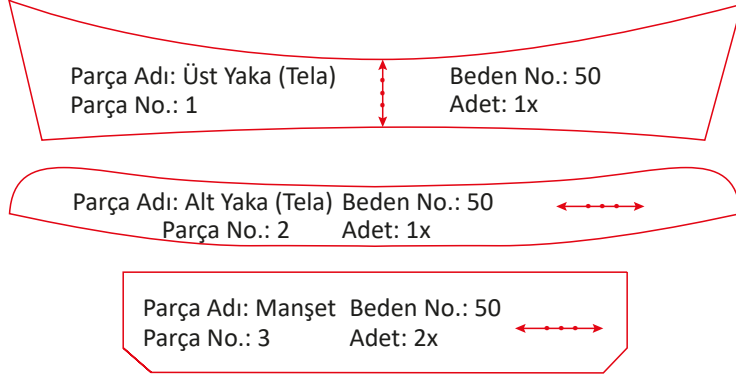 Parça Adı: Üst Yaka (Tela) Beden No.: 50
Parça No.: 1 Adet: 1x
Parça Adı: Alt Yaka (Tela) Beden No.: 50
Parça No.: 2 Adet: 1x
Parça Adı: Manşet Beden No.: 50
Parça No.: 3 Adet: 2x